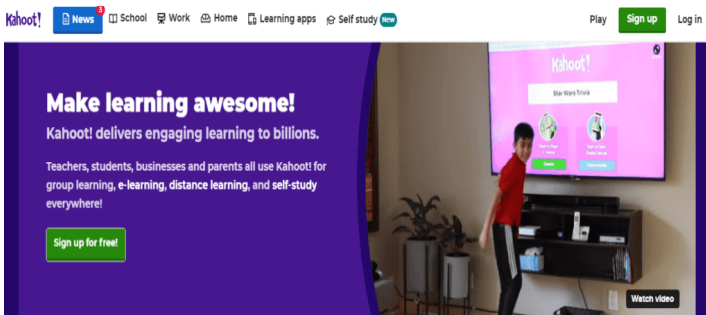 Kahoot!
News
3
School
Work
Home
Learning apps
Self study
New
Play
Sign up
Log in
Make learning awesome!
Kahoot! delivers engaging learning to billions.
Teachers, students, businesses and parents all use Kahoot! for
group learning, e-learning, distance learning, and self-study
everywhere!
Sign up for free!
Kahoot!
Star Wars Trivia
Watch video